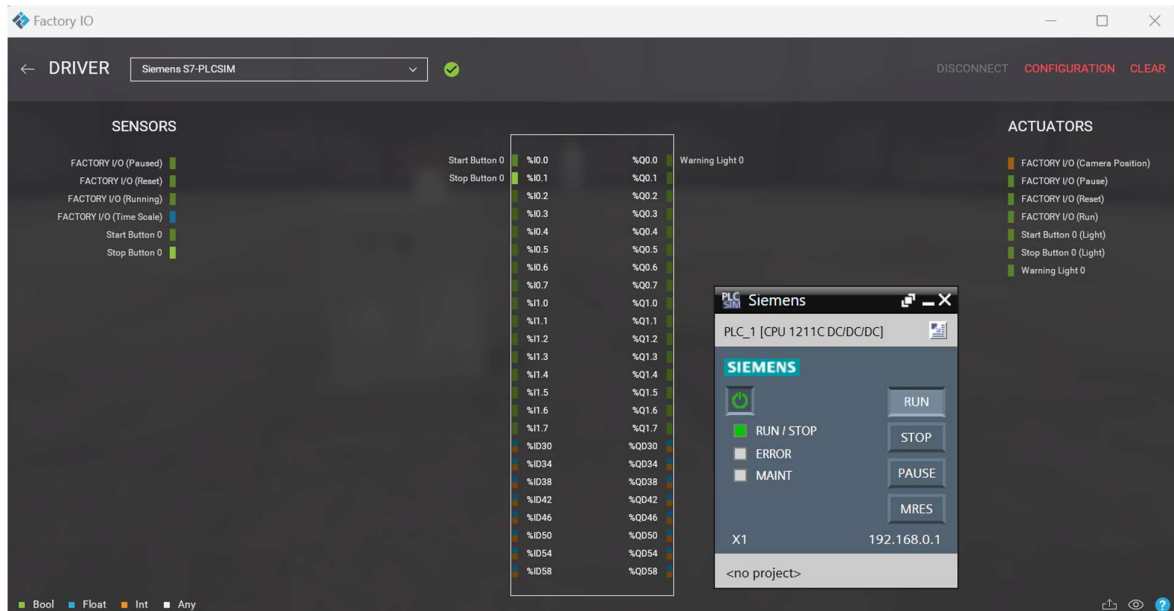 Factory IO
← DRIVER Siemens S7-PLCSIM DISCONNECT CONFIGURATION CLEAR
SENSORS
FACTORY I/O (Paused)
FACTORY I/O (Reset)
FACTORY I/O (Running)
FACTORY I/O (Time Scale)
Start Button 0
Stop Button 0
Start Button 0 %I0.0 %Q0.0 Warning Light 0
Stop Button 0 %I0.1 %Q0.1
%I0.2 %Q0.2
%I0.3 %Q0.3
%I0.4 %Q0.4
%I0.5 %Q0.5
%I0.6 %Q0.6
%I0.7 %Q0.7
%I1.0 %Q1.0
%I1.1 %Q1.1
%I1.2 %Q1.2
%I1.3 %Q1.3
%I1.4 %Q1.4
%I1.5 %Q1.5
%I1.6 %Q1.6
%I1.7 %Q1.7
%ID30 %QD30
%ID34 %QD34
%ID38 %QD38
%ID42 %QD42
%ID46 %QD46
%ID50 %QD50
%ID54 %QD54
%ID58 %QD58
ACTUATORS
FACTORY I/O (Camera Position)
FACTORY I/O (Pause)
FACTORY I/O (Reset)
FACTORY I/O (Run)
Start Button 0 (Light)
Stop Button 0 (Light)
Warning Light 0
PLC SIM Siemens
PLC_1 [CPU 1211C DC/DC/DC]
SIEMENS
RUN
RUN / STOP
STOP
ERROR
MAINT
PAUSE
MRES
X1 192.168.0.1
<no project>
Bool Float Int Any ?